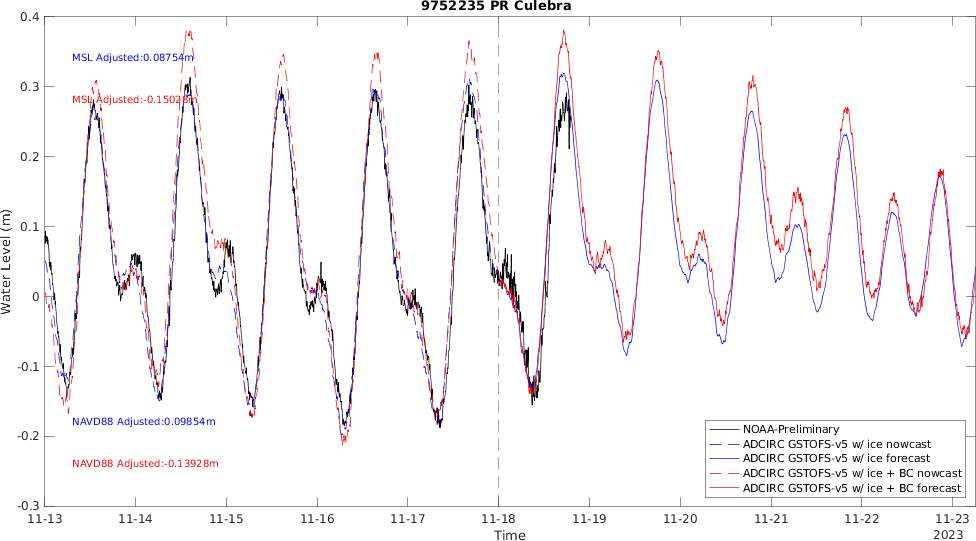 9752235 PR Culebra
0.4
0.3
0.2
0.1
0
-0.1
-0.2
-0.3
Water Level (m)
MSL Adjusted:0.08754m
MSL Adjusted:-0.15028m
NAVD88 Adjusted:0.09854m
NAVD88 Adjusted:-0.13928m
NOAA-Preliminary
ADCIRC GSTOFS-v5 w/ ice nowcast
ADCIRC GSTOFS-v5 w/ ice forecast
ADCIRC GSTOFS-v5 w/ ice + BC nowcast
ADCIRC GSTOFS-v5 w/ ice + BC forecast
11-13 11-14 11-15 11-16 11-17 11-18 11-19 11-20 11-21 11-22 11-23
Time
2023